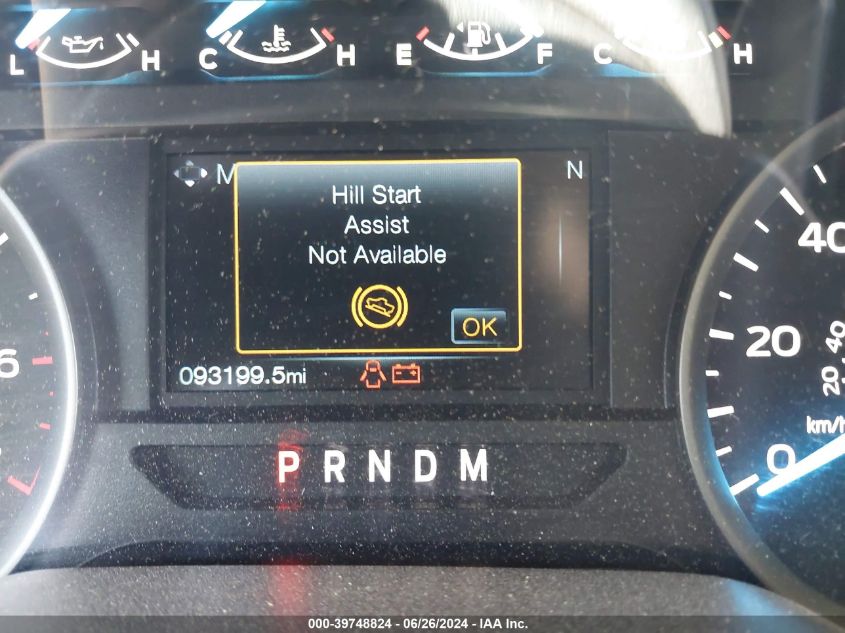 L H C H E F C H
M N
Hill Start
Assist
Not Available
OK
093199.5mi
6
40
20
0
40
20
km/h
P R N D M
000-39748824 - 06/26/2024 - IAA Inc.